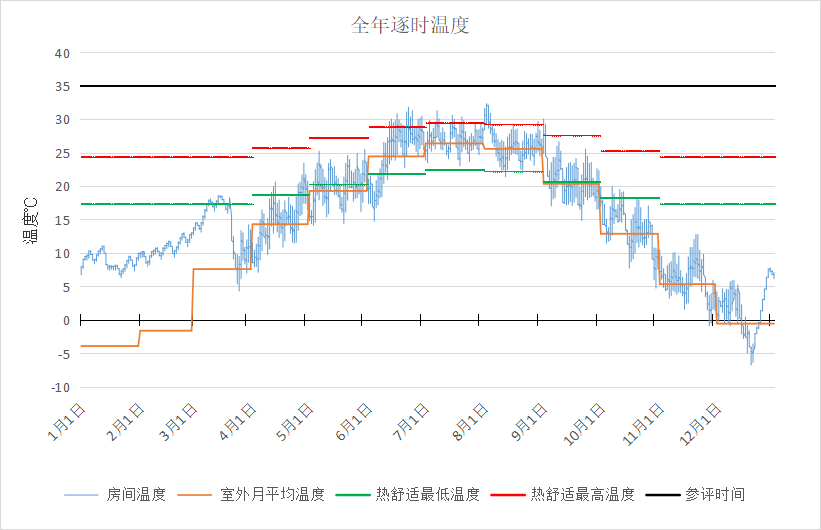 全年逐时温度
40
35
30
25
20
15
10
5
0
-5
-10
温度℃
1月1日
2月1日
3月1日
4月1日
5月1日
6月1日
7月1日
8月1日
9月1日
10月1日
11月1日
12月1日
房间温度 室外月平均温度 热舒适最低温度 热舒适最高温度 参评时间